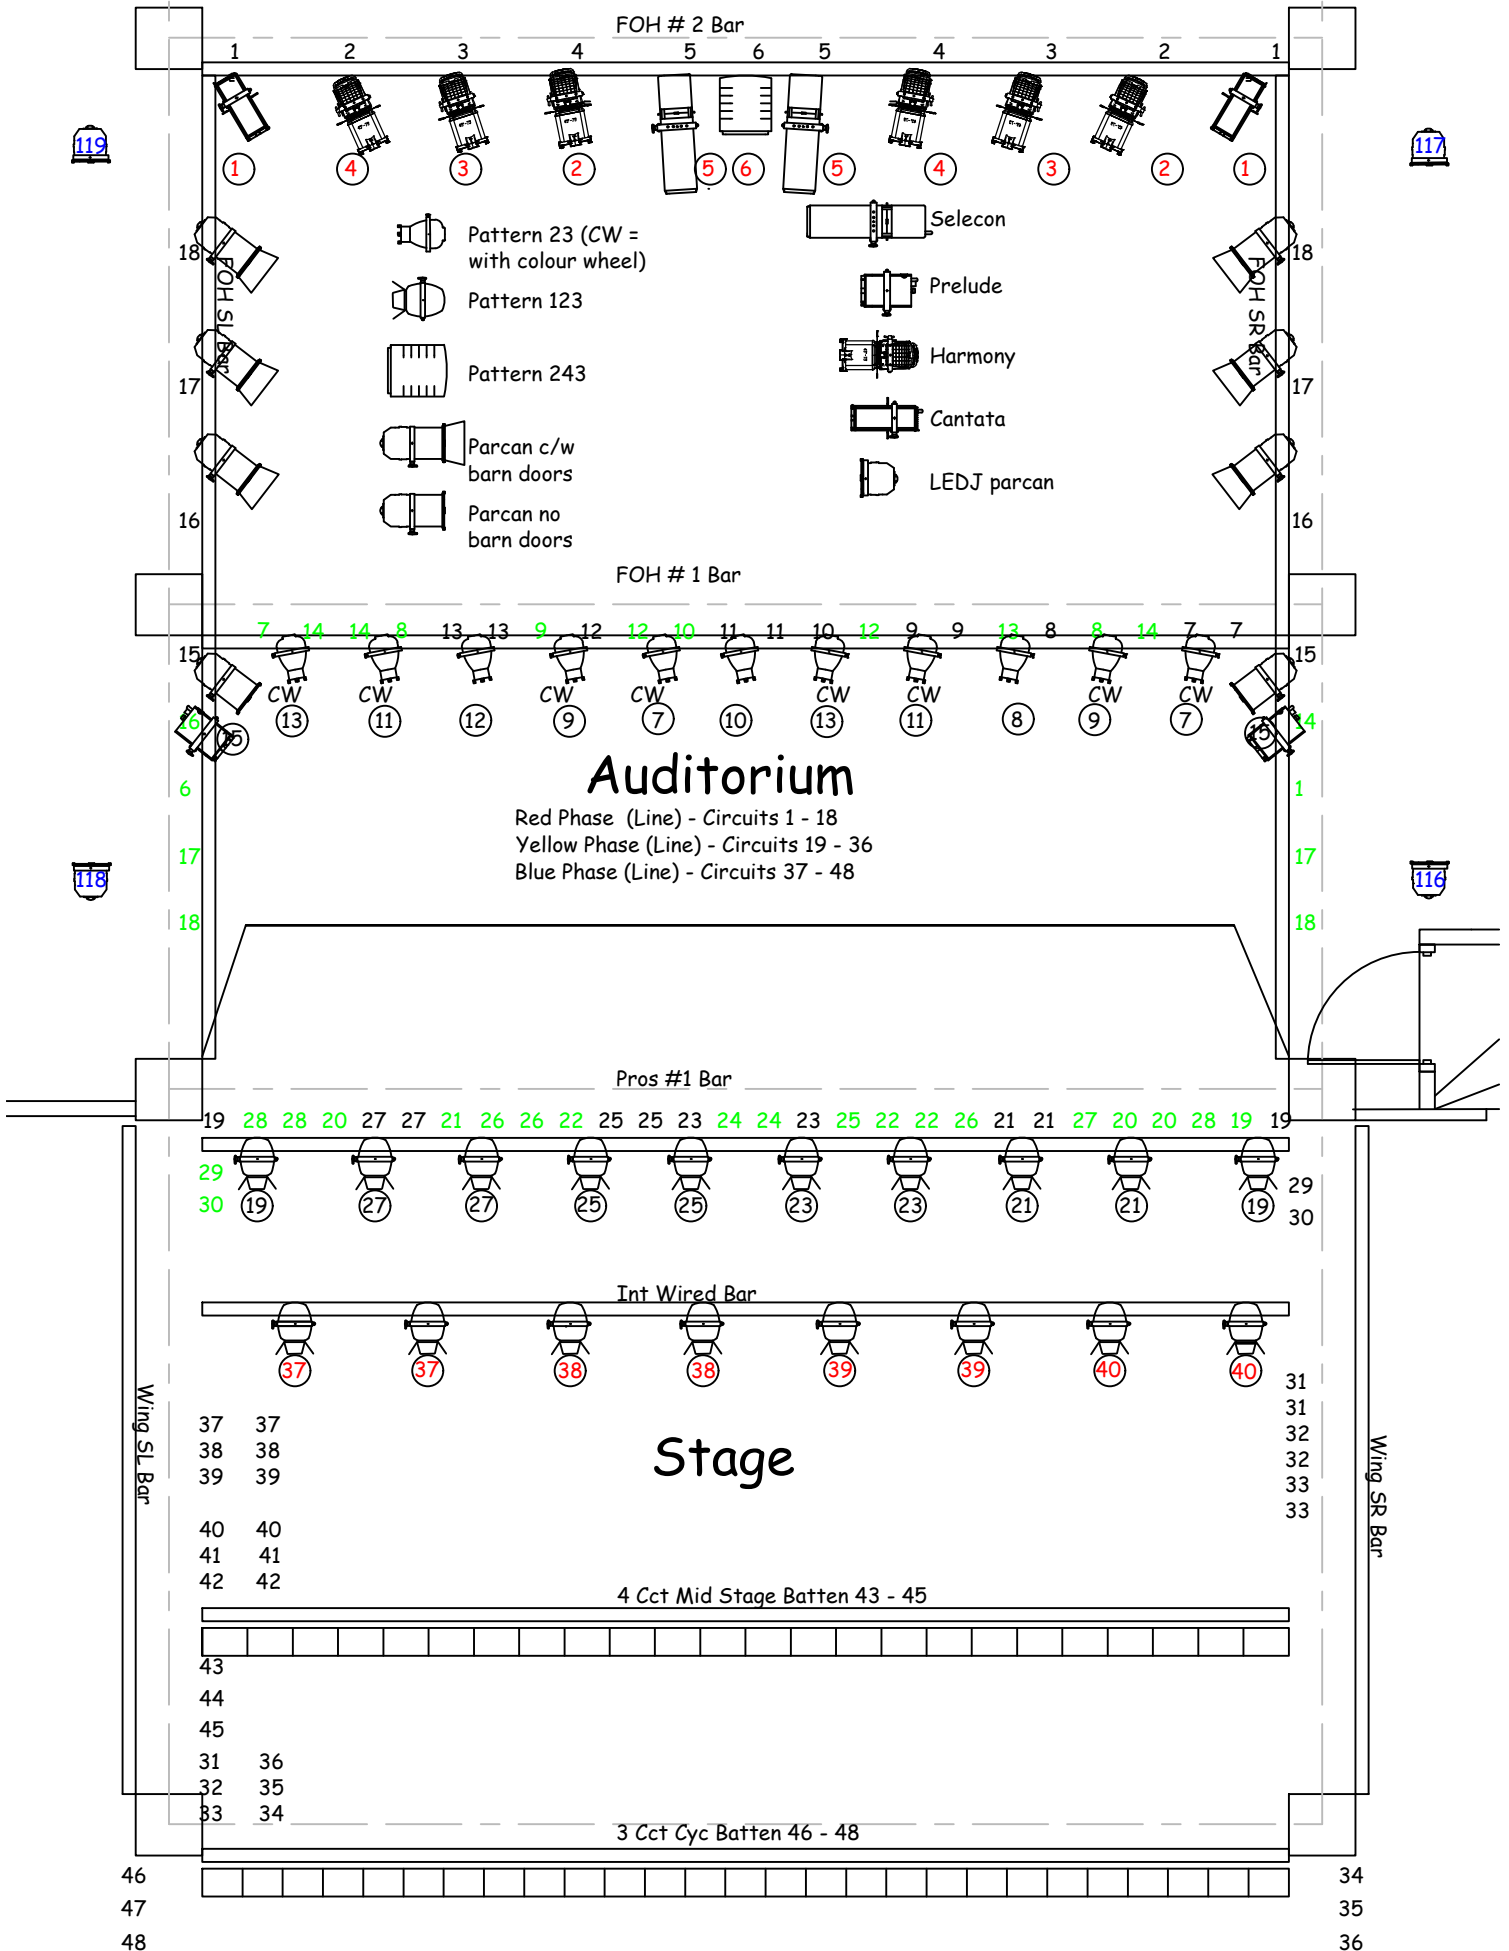 FOH # 2 Bar
1 2 3 4 5 6 5 4 3 2 1
119 117
1 4 3 2 5 6 5 4 3 2 1
Selecon
Pattern 23 (CW =
with colour wheel)
18 18
FOH SL Bar
FOH SR Bar
Prelude
Pattern 123
Harmony
Pattern 243
17 17
Cantata
Parcan c/w
barn doors
LEDJ parcan
Parcan no
barn doors
16 16
FOH # 1 Bar
7 14 14 8 13 13 9 12 12 10 11 11 10 12 9 9 13 8 8 14 7 7
15 15
CW CW CW CW CW CW CW CW
13 11 12 9 7 10 13 11 8 9 7
16 14
15 15
Auditorium
6 1
Red Phase (Line) - Circuits 1 - 18
Yellow Phase (Line) - Circuits 19 - 36
Blue Phase (Line) - Circuits 37 - 48
17 17
118 116
18 18
Pros #1 Bar
19 28 28 20 27 27 21 26 26 22 25 25 23 24 24 23 25 22 22 26 21 21 27 20 20 28 19 19
29 29
30 30
19 27 27 25 25 23 23 21 21 19
Int Wired Bar
37 37 38 38 39 39 40 40
31
31
32
32
33
33
Wing SL Bar
Wing SR Bar
37 37
38 38
39 39
Stage
40 40
41 41
42 42
4 Cct Mid Stage Batten 43 - 45
43
44
45
31 36
32 35
33 34
3 Cct Cyc Batten 46 - 48
46 34
47 35
48 36